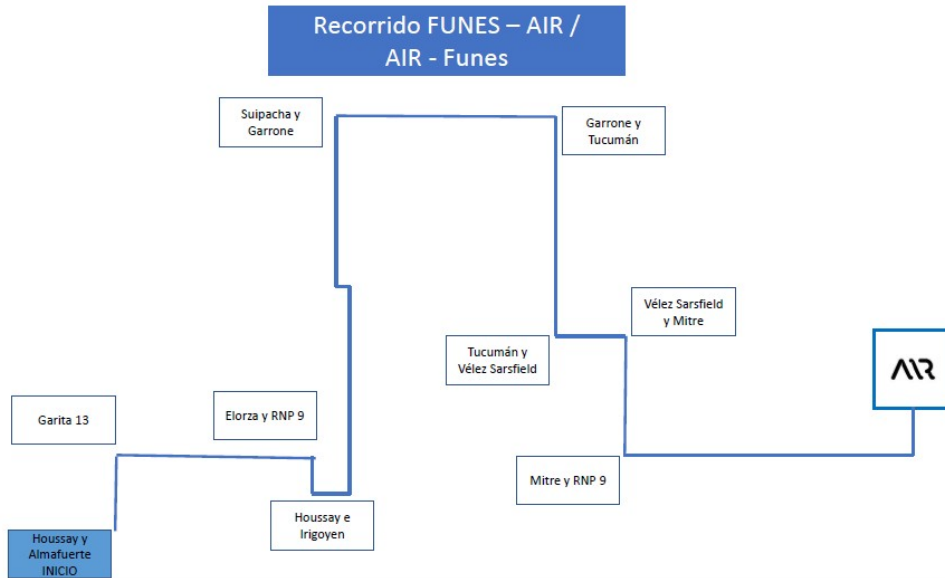 Recorrido FUNES – AIR /
AIR - Funes
Suipacha y
Garrone
Garrone y
Tucumán
Vélez Sarsfield
y Mitre
Tucumán y
Vélez Sarsfield
AIR
Elorza y RNP 9
Garita 13
Mitre y RNP 9
Houssay e
Irigoyen
Houssay y
Almafuerte
INICIO